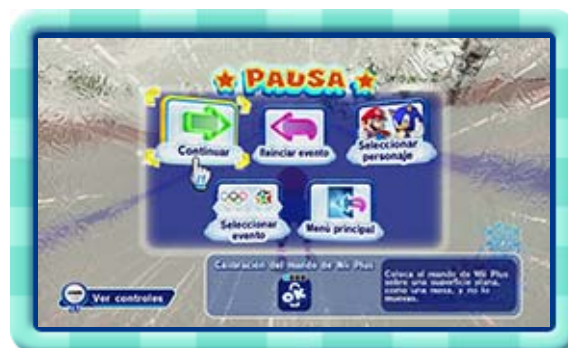 PAUSA
Continuar
Reiniciar evento
Seleccionar
personaje
Seleccionar
evento
Menú principal
Calibración del mando de Wii Plus
OK
Coloca el mando de Wii Plus
sobre una superficie plana,
como una mesa, y no lo
muevas.
Ver controles